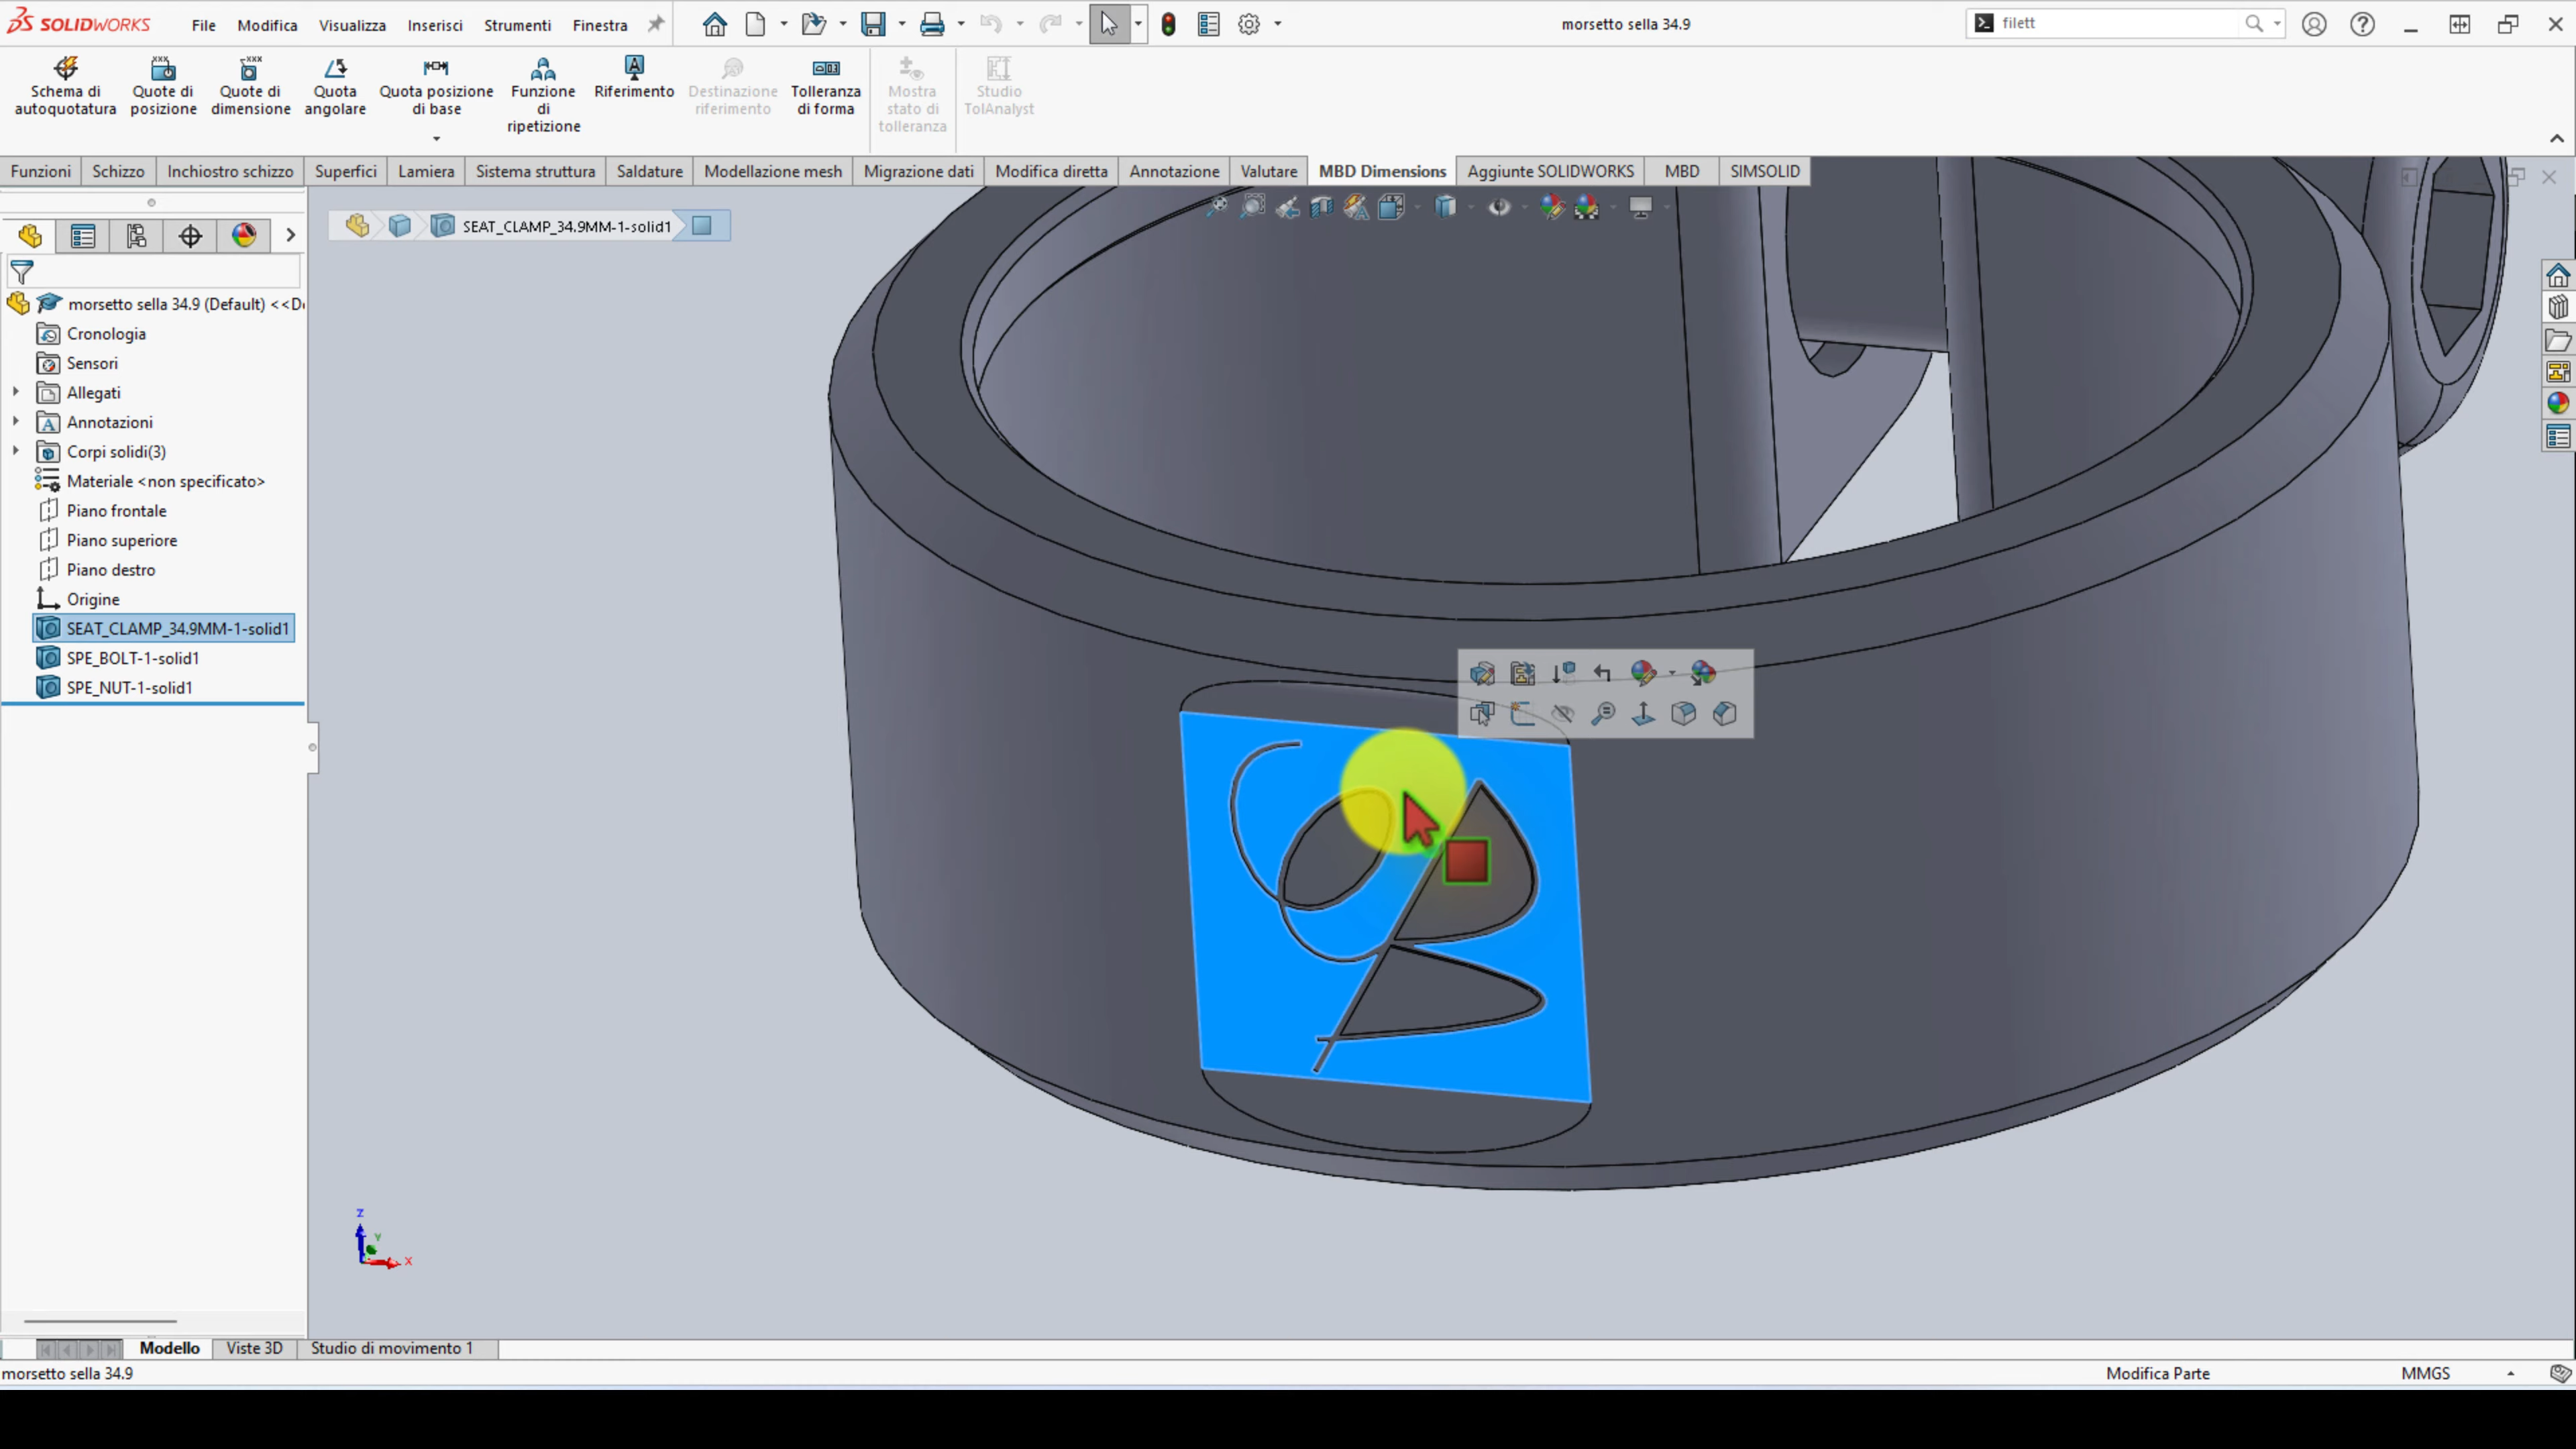 SOLIDWORKS File Modifica Visualizza Inserisci Strumenti Finestra morsetto sella 34.9 filett
Schema di autoquotatura
Quote di posizione
Quote di dimensione
Quota angolare
Quota posizione di base
Funzione di ripetizione
Riferimento
Destinazione riferimento
Tolleranza di forma
Mostra stato di tolleranza
Studio TolAnalyst
Funzioni Schizzo Inchiostro schizzo Superfici Lamiera Sistema struttura Saldature Modellazione mesh Migrazione dati Modifica diretta Annotazione Valutare MBD Dimensions Aggiunte SOLIDWORKS MBD SIMSOLID
SEAT_CLAMP_34.9MM-1-solid1
morsetto sella 34.9 (Default) <<D
Cronologia
Sensori
Allegati
Annotazioni
Corpi solidi(3)
Materiale <non specificato>
Piano frontale
Piano superiore
Piano destro
Origine
SEAT_CLAMP_34.9MM-1-solid1
SPE_BOLT-1-solid1
SPE_NUT-1-solid1
Z
Y
X
Modello Viste 3D Studio di movimento 1
morsetto sella 34.9 Modifica Parte MMGS